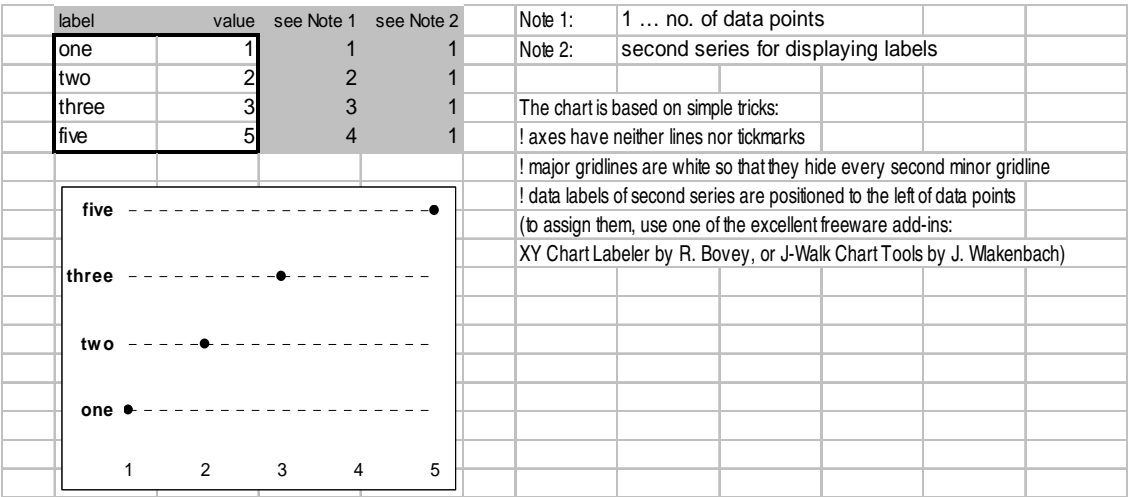 label value see Note 1 see Note 2
one 1 1 1
two 2 2 1
three 3 3 1
five 5 4 1
Note 1: 1 … no. of data points
Note 2: second series for displaying labels
The chart is based on simple tricks:
! axes have neither lines nor tickmarks
! major gridlines are white so that they hide every second minor gridline
! data labels of second series are positioned to the left of data points
(to assign them, use one of the excellent freeware add-ins:
XY Chart Labeler by R. Bovey, or J-Walk Chart Tools by J. Wlakenbach)
five
three
two
one
1 2 3 4 5